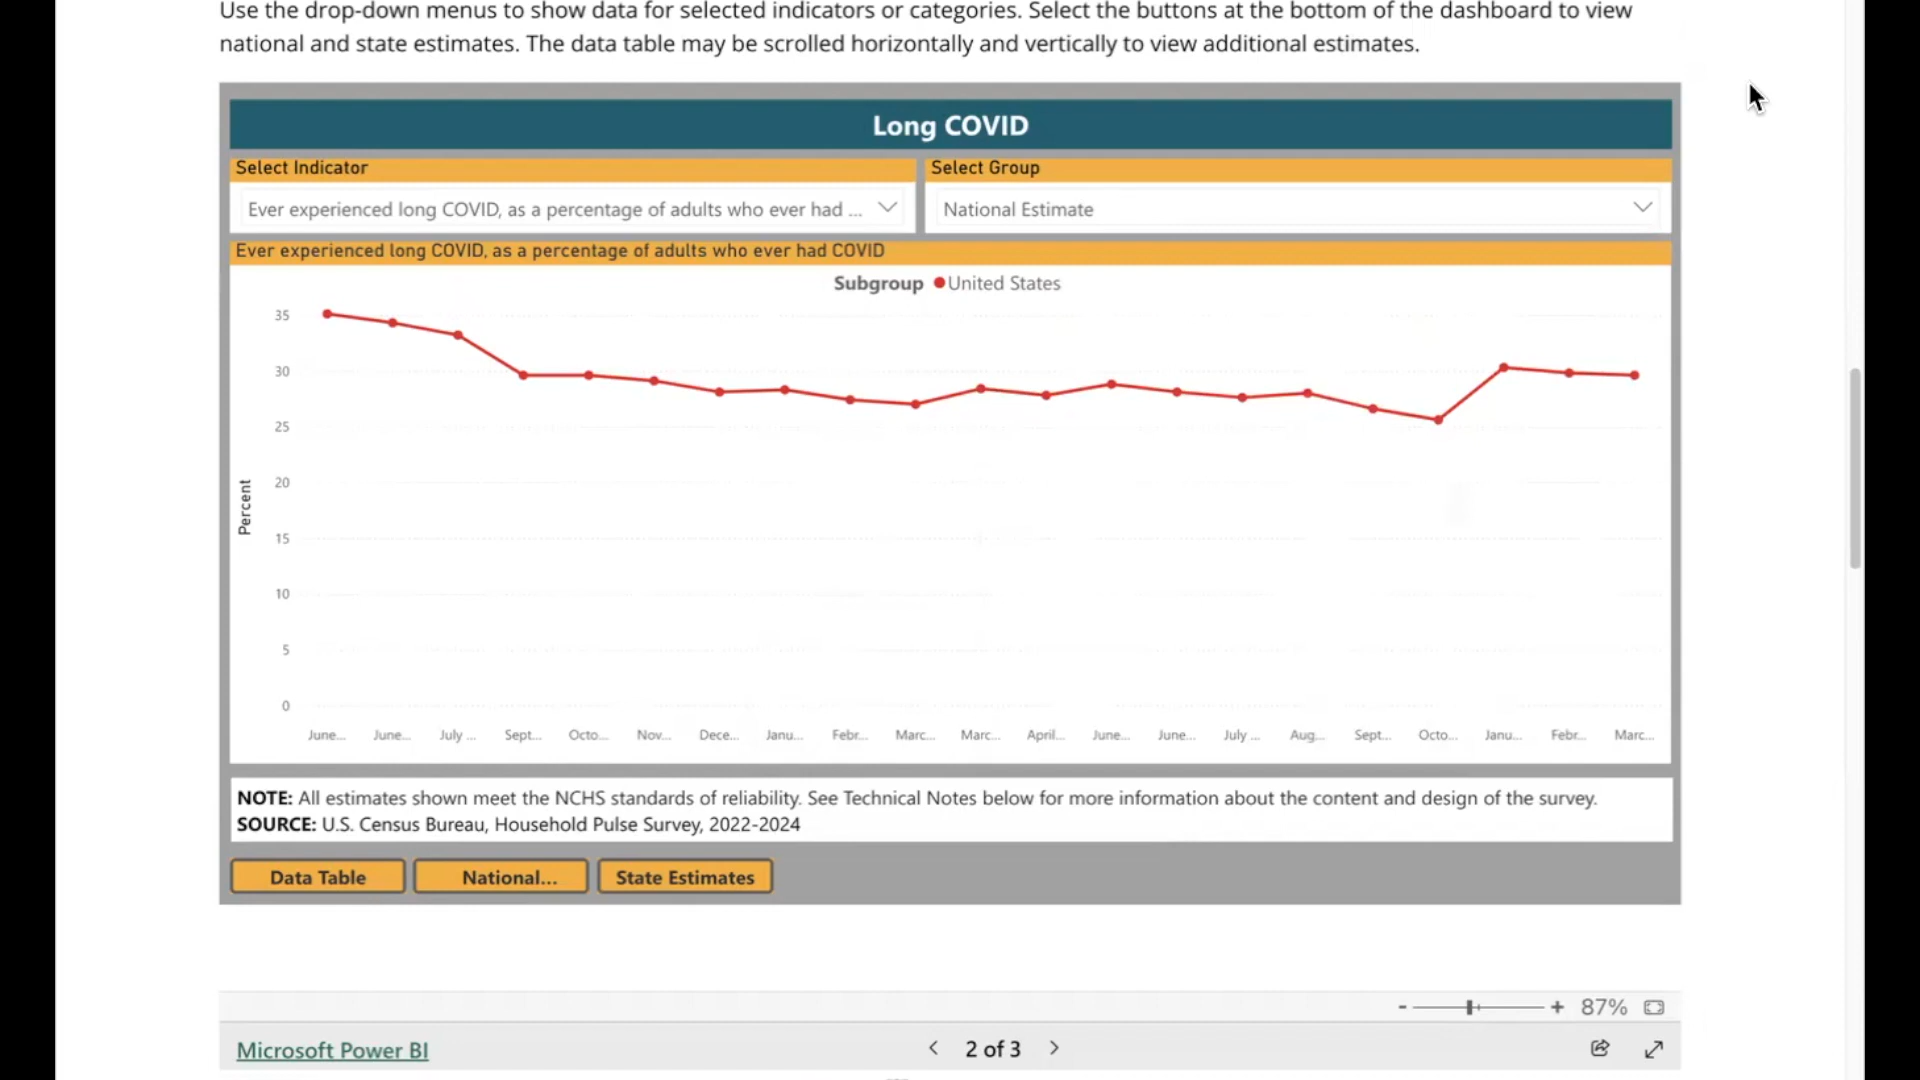 Use the drop-down menus to show data for selected indicators or categories. Select the buttons at the bottom of the dashboard to view
national and state estimates. The data table may be scrolled horizontally and vertically to view additional estimates.
Long COVID
Select Indicator
Select Group
Ever experienced long COVID, as a percentage of adults who ever had ...
National Estimate
Ever experienced long COVID, as a percentage of adults who ever had COVID
Subgroup United States
35
30
25
20
15
10
5
0
Percent
June... June... July ... Sept... Octo... Nov... Dece... Janu... Febr... Marc... Marc... April... June... June... July ... Aug... Sept... Octo... Janu... Febr... Marc...
NOTE: All estimates shown meet the NCHS standards of reliability. See Technical Notes below for more information about the content and design of the survey.
SOURCE: U.S. Census Bureau, Household Pulse Survey, 2022-2024
Data Table National... State Estimates
- + 87%
Microsoft Power BI < 2 of 3 >